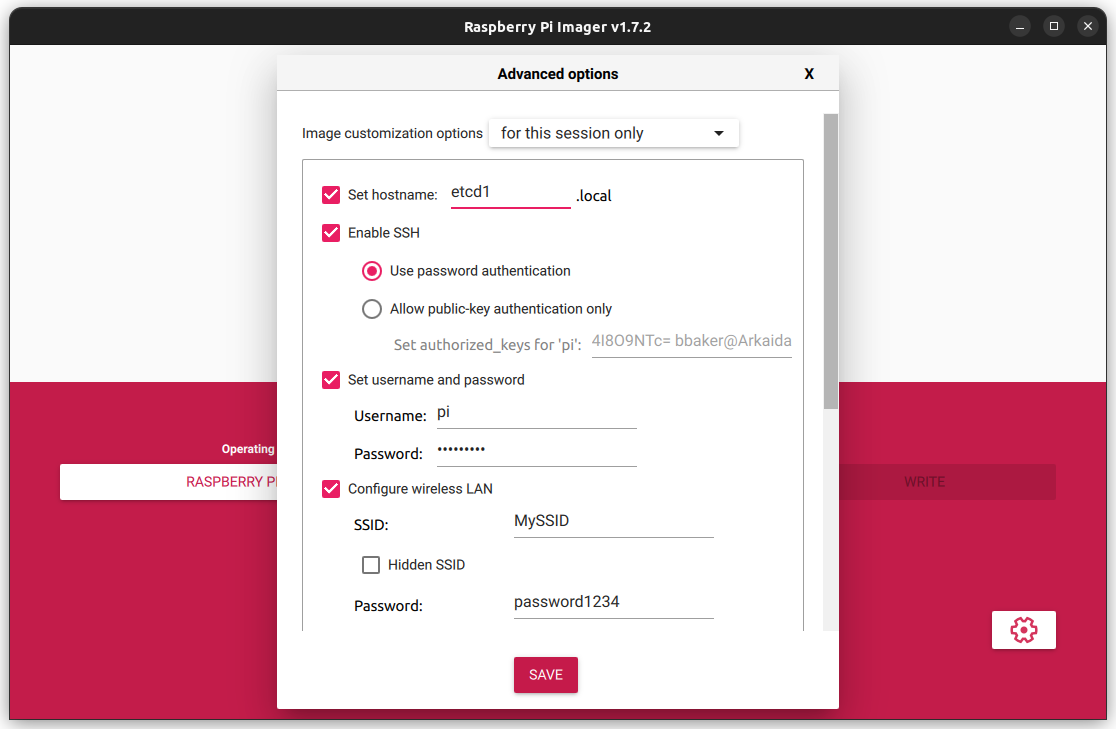 Raspberry Pi Imager v1.7.2
Advanced options X
Image customization options for this session only
Set hostname: etcd1 .local
Enable SSH
Use password authentication
Allow public-key authentication only
Set authorized_keys for 'pi': 4I8O9NTc= bbaker@Arkaida
Set username and password
Username: pi
Password: •••••••••
Configure wireless LAN
SSID: MySSID
Hidden SSID
Password: password1234
SAVE
Operating
RASPBERRY PI
WRITE